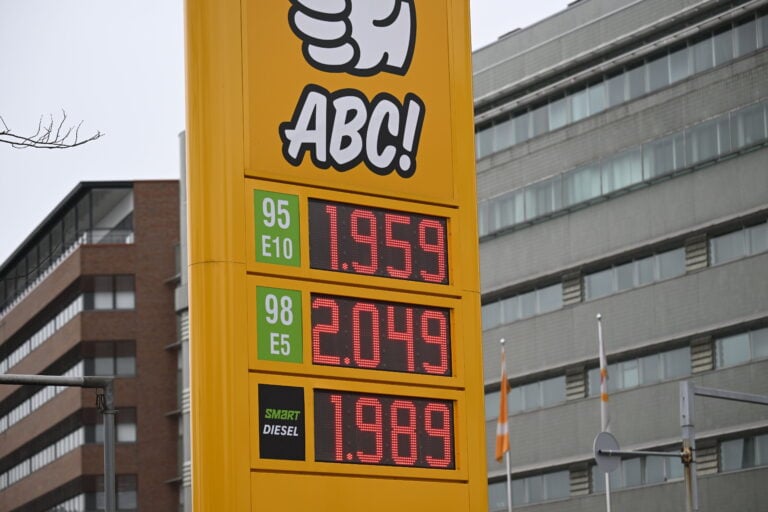 ABC!
95
E10
1.959
98
E5
2.049
SMART
DIESEL
1.989